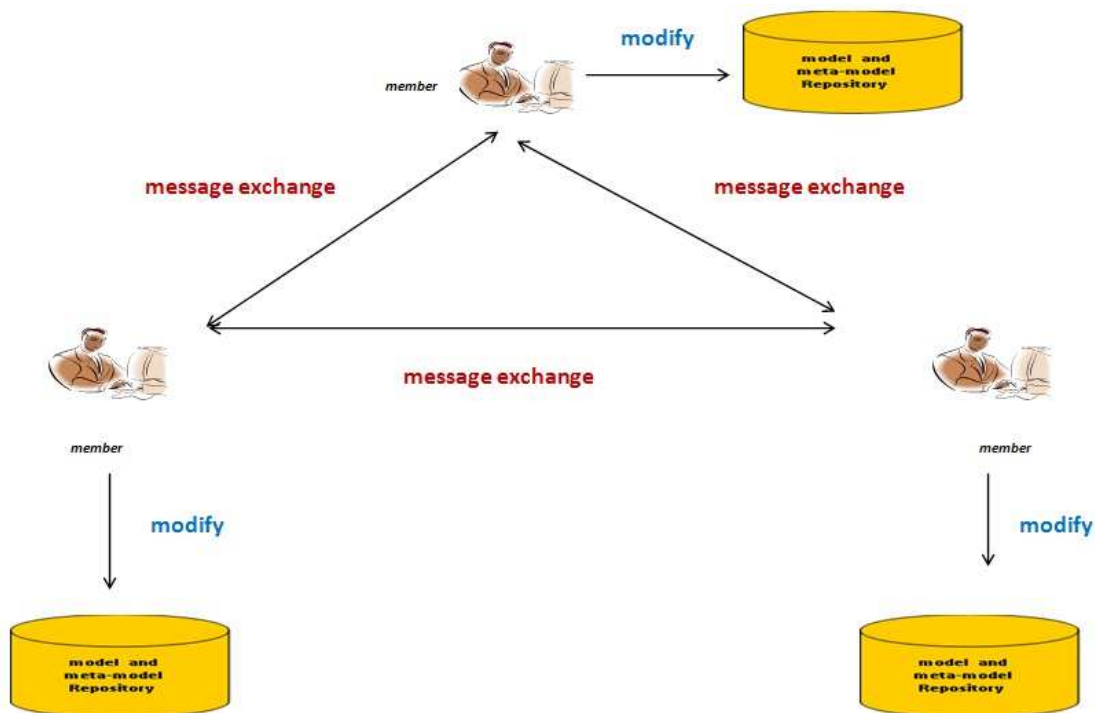 modify
model and
meta-model
Repository
member
message exchange
message exchange
message exchange
member
member
modify
modify
model and
meta-model
Repository
model and
meta-model
Repository